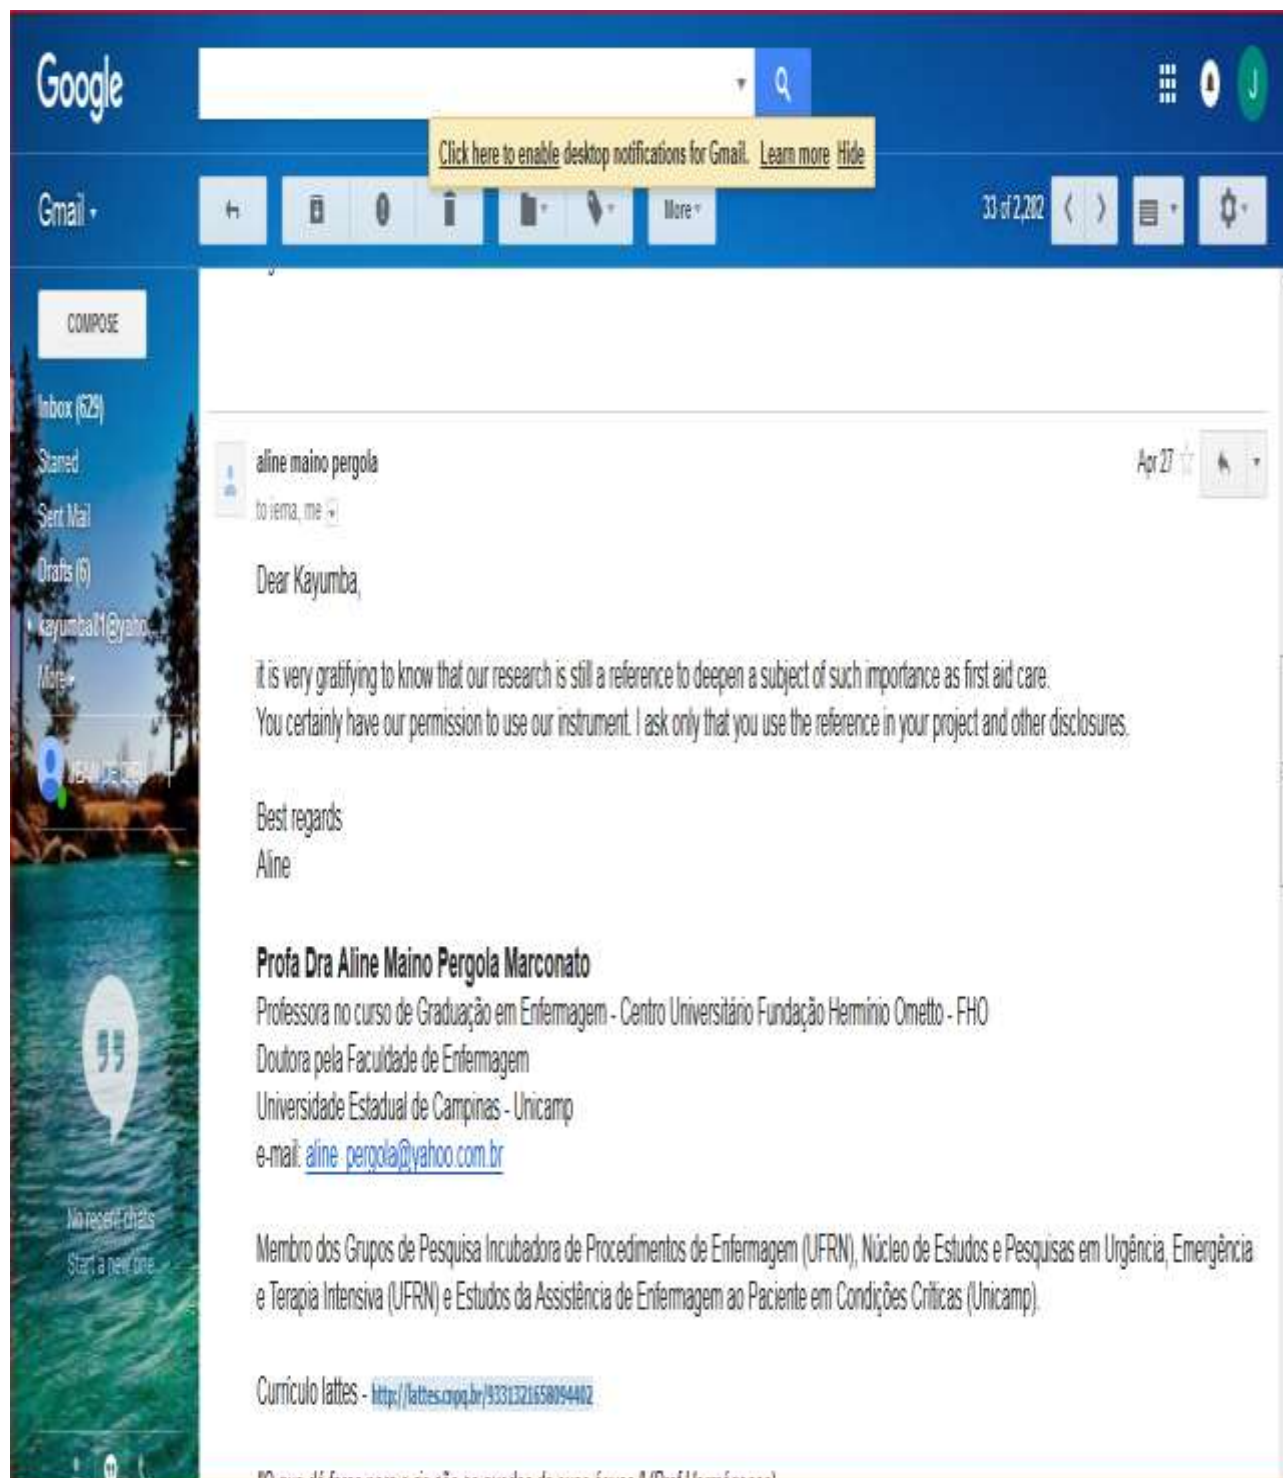 Google
Click here to enable desktop notifications for Gmail. Learn more Hide
Gmail
More
33 of 2,282
COMPOSE
Inbox (629)
Starred
Sent Mail
Drafts (6)
More
aline maino pergola
Apr 27
to iema, me
Dear Kayumba,
it is very gratifying to know that our research is still a reference to deepen a subject of such importance as first aid care.
You certainly have our permission to use our instrument. I ask only that you use the reference in your project and other disclosures.
Best regards
Aline
Profa Dra Aline Maino Pergola Marconato
Professora no curso de Graduação em Enfermagem - Centro Universitário Fundação Hermínio Ometto - FHO
Doutora pela Faculdade de Enfermagem
Universidade Estadual de Campinas - Unicamp
e-mail: aline_pergola@yahoo.com.br
Membro dos Grupos de Pesquisa Incubadora de Procedimentos de Enfermagem (UFRN), Núcleo de Estudos e Pesquisas em Urgência, Emergência
e Terapia Intensiva (UFRN) e Estudos da Assistência de Enfermagem ao Paciente em Condições Críticas (Unicamp).
Currículo lattes - http://lattes.cnpq.br/9331321658094402
No recent chats
Start a new one
J